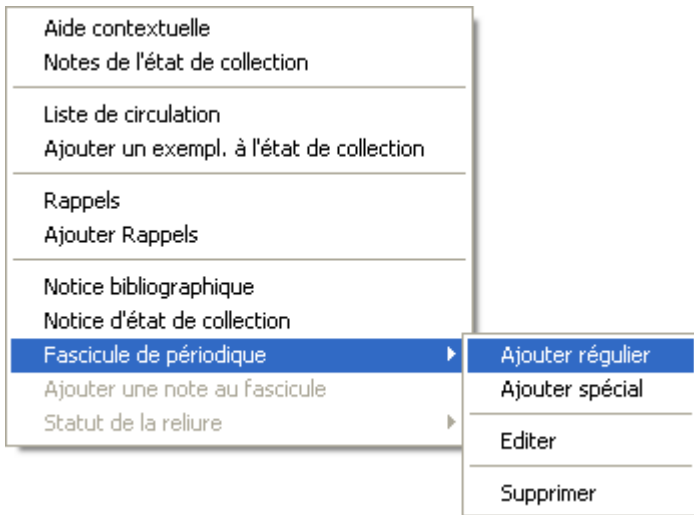 Aide contextuelle
Notes de l'état de collection
Liste de circulation
Ajouter un exempl. à l'état de collection
Rappels
Ajouter Rappels
Notice bibliographique
Notice d'état de collection
Fascicule de périodique
Ajouter régulier
Ajouter une note au fascicule
Ajouter spécial
Statut de la reliure
Editer
Supprimer